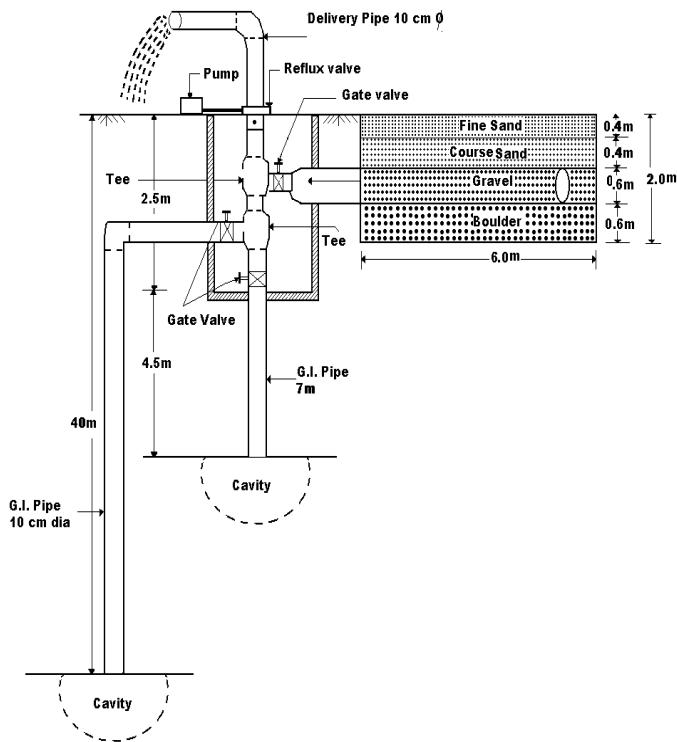 Delivery Pipe 10 cm Ø
Pump
Reflux valve
Gate valve
Fine Sand
0.4m
Course Sand
0.4m
2.0m
Tee
Gravel
0.6m
2.5m
Boulder
0.6m
Tee
6.0m
Gate Valve
4.5m
G.I. Pipe
7m
40m
Cavity
G.I. Pipe
10 cm dia
Cavity